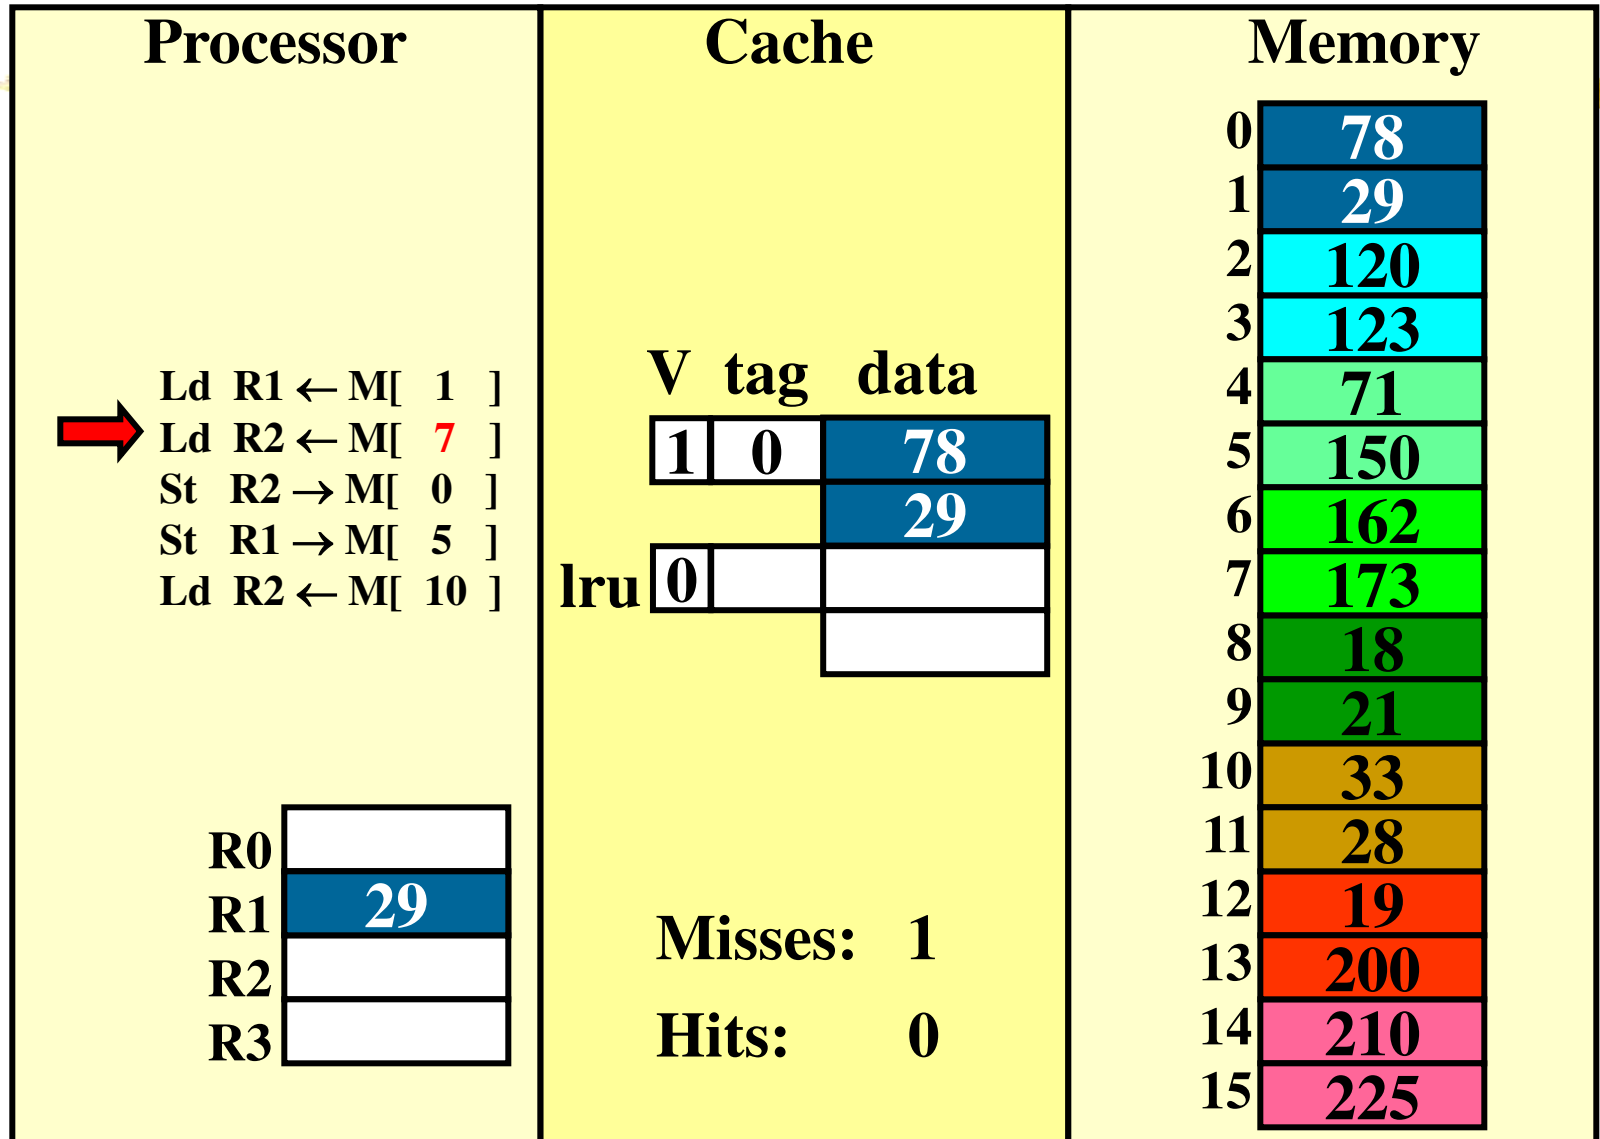 Processor
Ld R1 ← M[ 1 ]
Ld R2 ← M[ 7 ]
St R2 → M[ 0 ]
St R1 → M[ 5 ]
Ld R2 ← M[ 10 ]
R0
R1 29
R2
R3
Cache
V tag data
1 0 78
29
lru 0
Misses: 1
Hits: 0
Memory
0 78
1 29
2 120
3 123
4 71
5 150
6 162
7 173
8 18
9 21
10 33
11 28
12 19
13 200
14 210
15 225